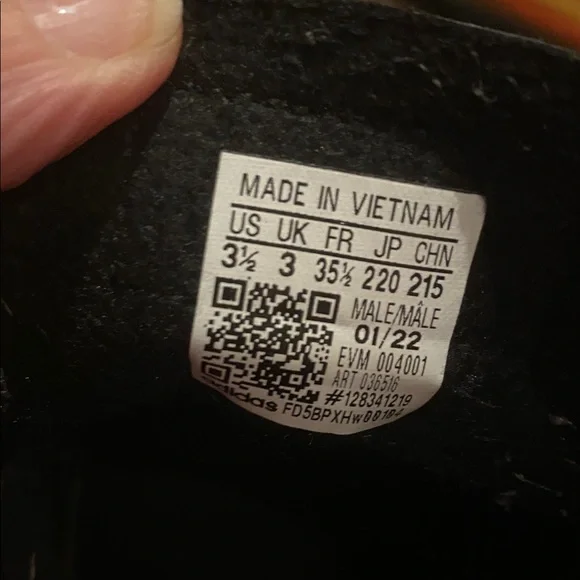 MADE IN VIETNAM
US UK FR JP CHN
3½ 3 35½ 220 215
MALE/MÂLE
01/22
EVM 004001
ART 036516
#128341219
adidas